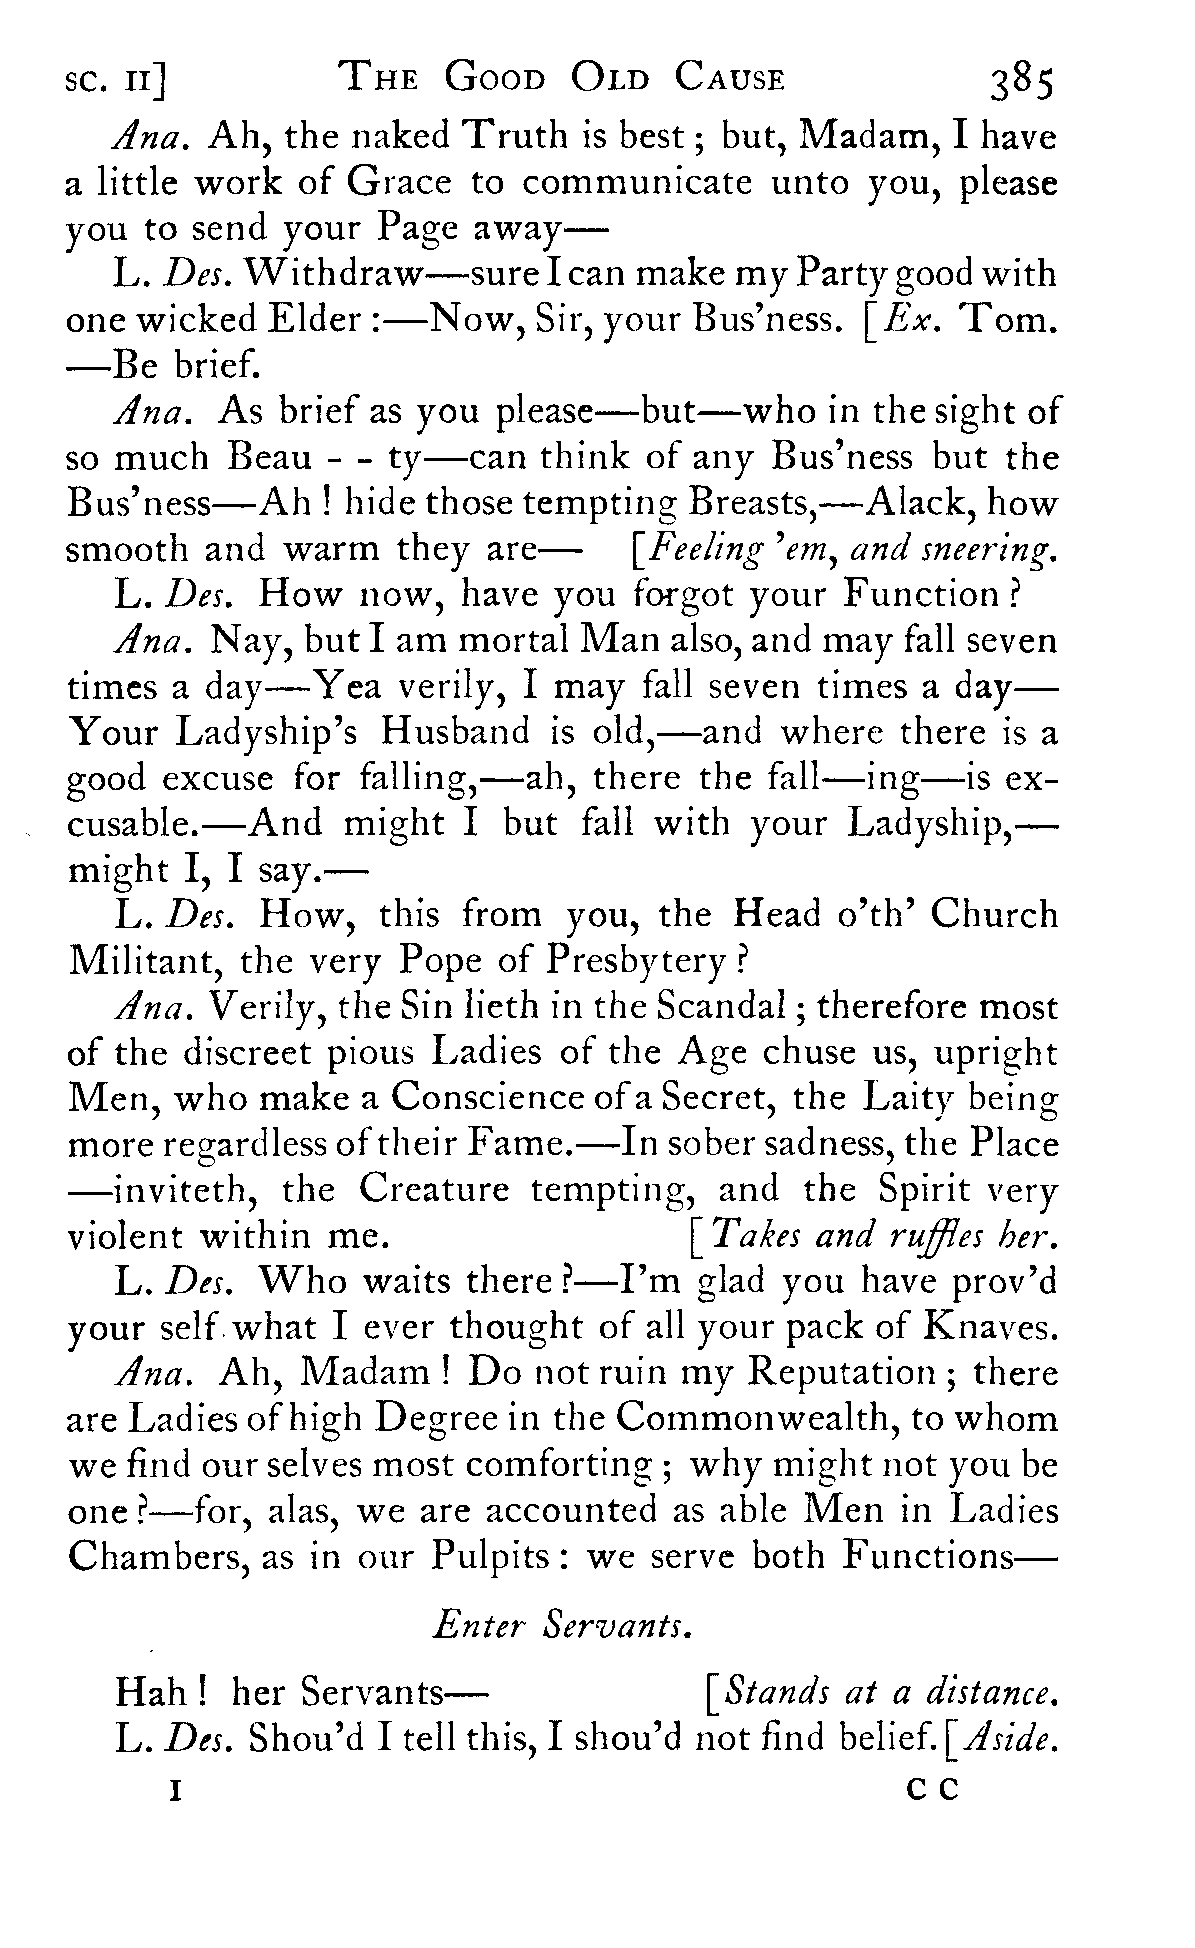 SC. II] THE GOOD OLD CAUSE 385
Ana. Ah, the naked Truth is best ; but, Madam, I have
a little work of Grace to communicate unto you, please
you to send your Page away—
L. Des. Withdraw—sure I can make my Party good with
one wicked Elder :—Now, Sir, your Bus'ness. [Ex. Tom.
—Be brief.
Ana. As brief as you please—but—who in the sight of
so much Beau - - ty—can think of any Bus'ness but the
Bus'ness—Ah ! hide those tempting Breasts,—Alack, how
smooth and warm they are— [Feeling 'em, and sneering.
L. Des. How now, have you forgot your Function ?
Ana. Nay, but I am mortal Man also, and may fall seven
times a day—Yea verily, I may fall seven times a day—
Your Ladyship's Husband is old,—and where there is a
good excuse for falling,—ah, there the fall—ing—is ex-
cusable.—And might I but fall with your Ladyship,—
might I, I say.—
L. Des. How, this from you, the Head o'th' Church
Militant, the very Pope of Presbytery ?
Ana. Verily, the Sin lieth in the Scandal ; therefore most
of the discreet pious Ladies of the Age chuse us, upright
Men, who make a Conscience of a Secret, the Laity being
more regardless of their Fame.—In sober sadness, the Place
—inviteth, the Creature tempting, and the Spirit very
violent within me. [Takes and ruffles her.
L. Des. Who waits there ?—I'm glad you have prov'd
your self what I ever thought of all your pack of Knaves.
Ana. Ah, Madam ! Do not ruin my Reputation ; there
are Ladies of high Degree in the Commonwealth, to whom
we find our selves most comforting ; why might not you be
one ?—for, alas, we are accounted as able Men in Ladies
Chambers, as in our Pulpits : we serve both Functions—
Enter Servants.
Hah ! her Servants— [Stands at a distance.
L. Des. Shou'd I tell this, I shou'd not find belief. [Aside.
I C C